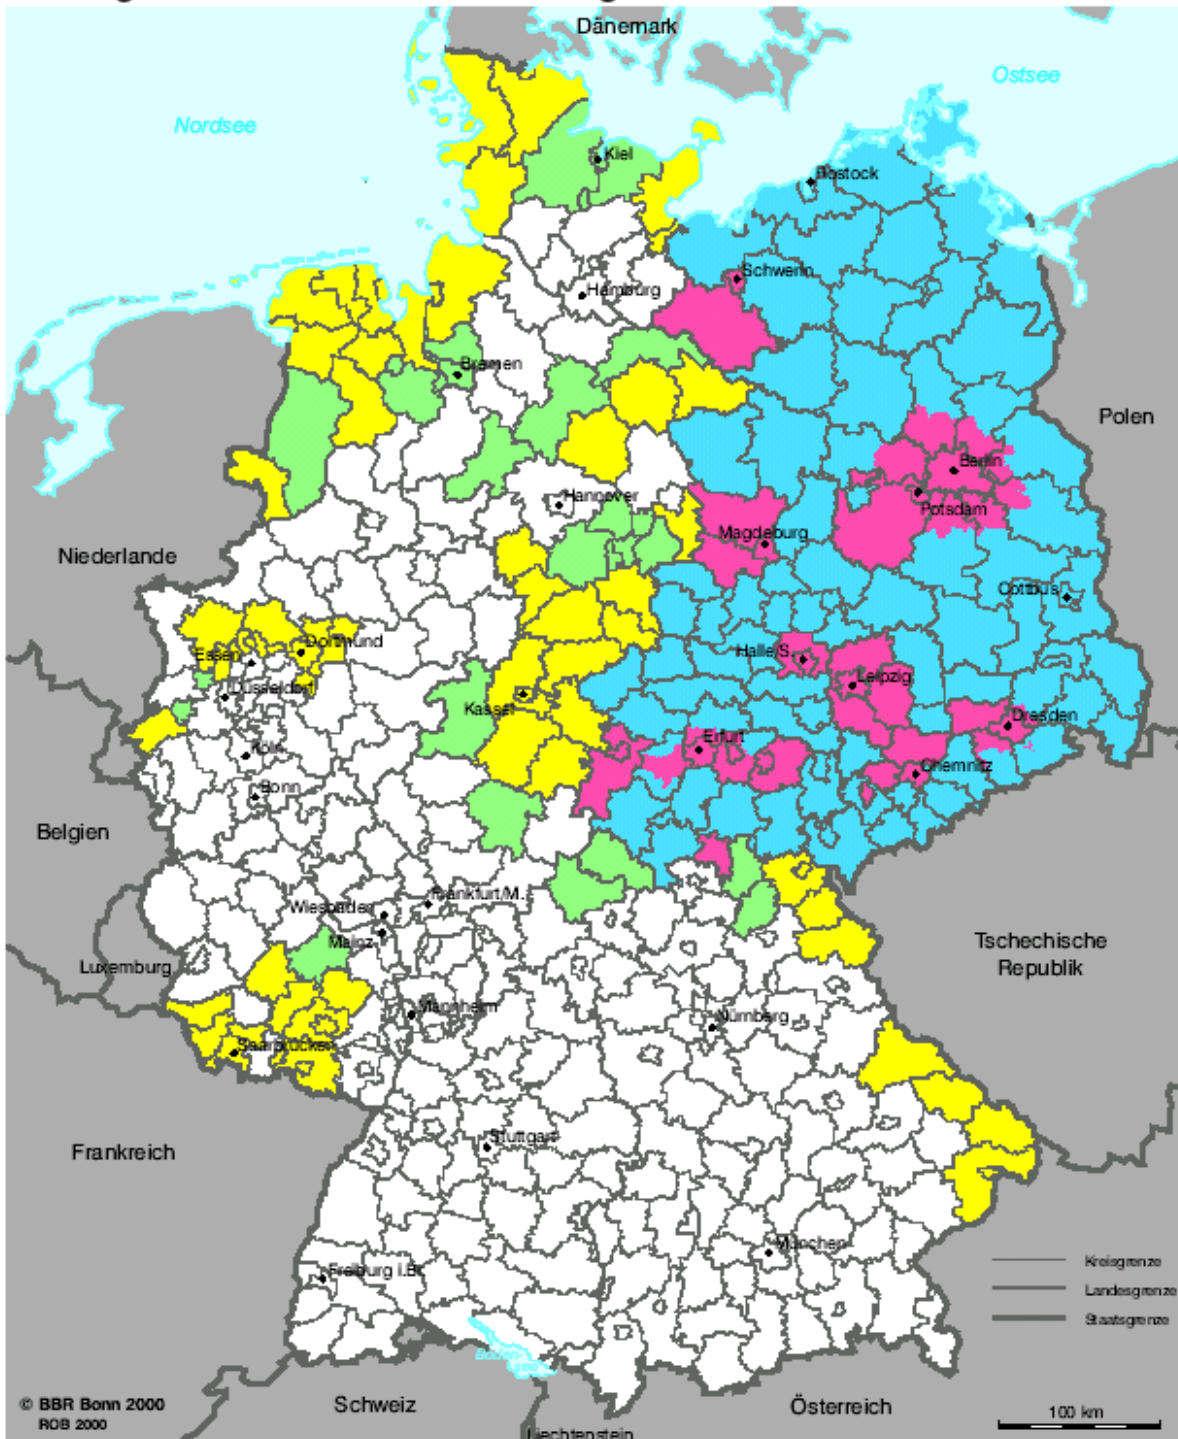 Dänemark
Ostsee
Nordsee
Kiel
Rostock
Schwerin
Hamburg
Bremen
Polen
Berlin
Hannover
Potsdam
Magdeburg
Niederlande
Cottbus
Dortmund
Essen
Halle/S.
Leipzig
Düsseldorf
Kassel
Dresden
Erfurt
Köln
Chemnitz
Bonn
Belgien
Wiesbaden
Frankfurt/M.
Mainz
Tschechische
Republik
Luxemburg
Mannheim
Nürnberg
Saarbrücken
Stuttgart
Frankreich
München
Freiburg i.Br.
Kreisgrenze
Landesgrenze
Staatsgrenze
Schweiz
Österreich
© BBR Bonn 2000
ROB 2000
100 km
Liechtenstein